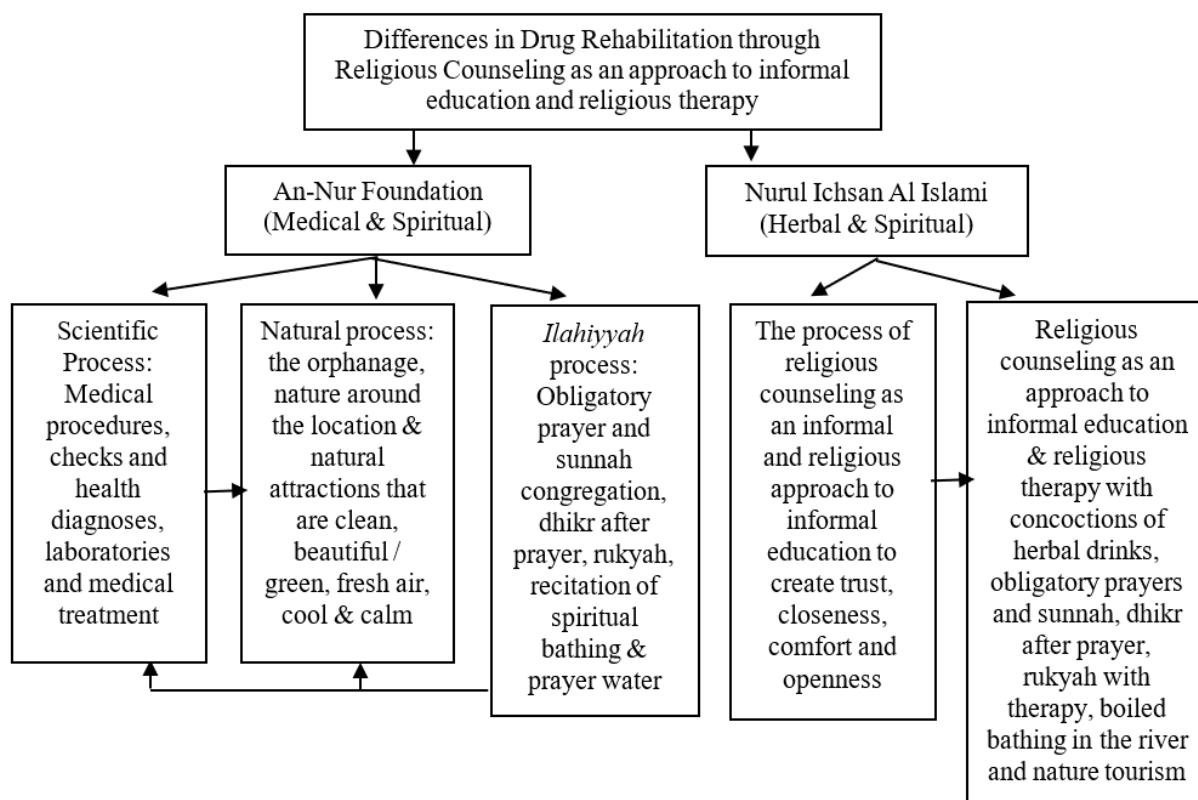 Differences in Drug Rehabilitation through
Religious Counseling as an approach to informal
education and religious therapy
An-Nur Foundation
(Medical & Spiritual)
Nurul Ichsan Al Islami
(Herbal & Spiritual)
Scientific
Process:
Medical
procedures,
checks and
health
diagnoses,
laboratories
and medical
treatment
Natural process:
the orphanage,
nature around
the location &
natural
attractions that
are clean,
beautiful /
green, fresh air,
cool & calm
Ilahiyyah
process:
Obligatory
prayer and
sunnah
congregation,
dhikr after
prayer, rukyah,
recitation of
spiritual
bathing &
prayer water
The process of
religious
counseling as
an informal
and religious
approach to
informal
education to
create trust,
closeness,
comfort and
openness
Religious
counseling as an
approach to
informal education
& religious
therapy with
concoctions of
herbal drinks,
obligatory prayers
and sunnah, dhikr
after prayer,
rukyah with
therapy, boiled
bathing in the river
and nature tourism